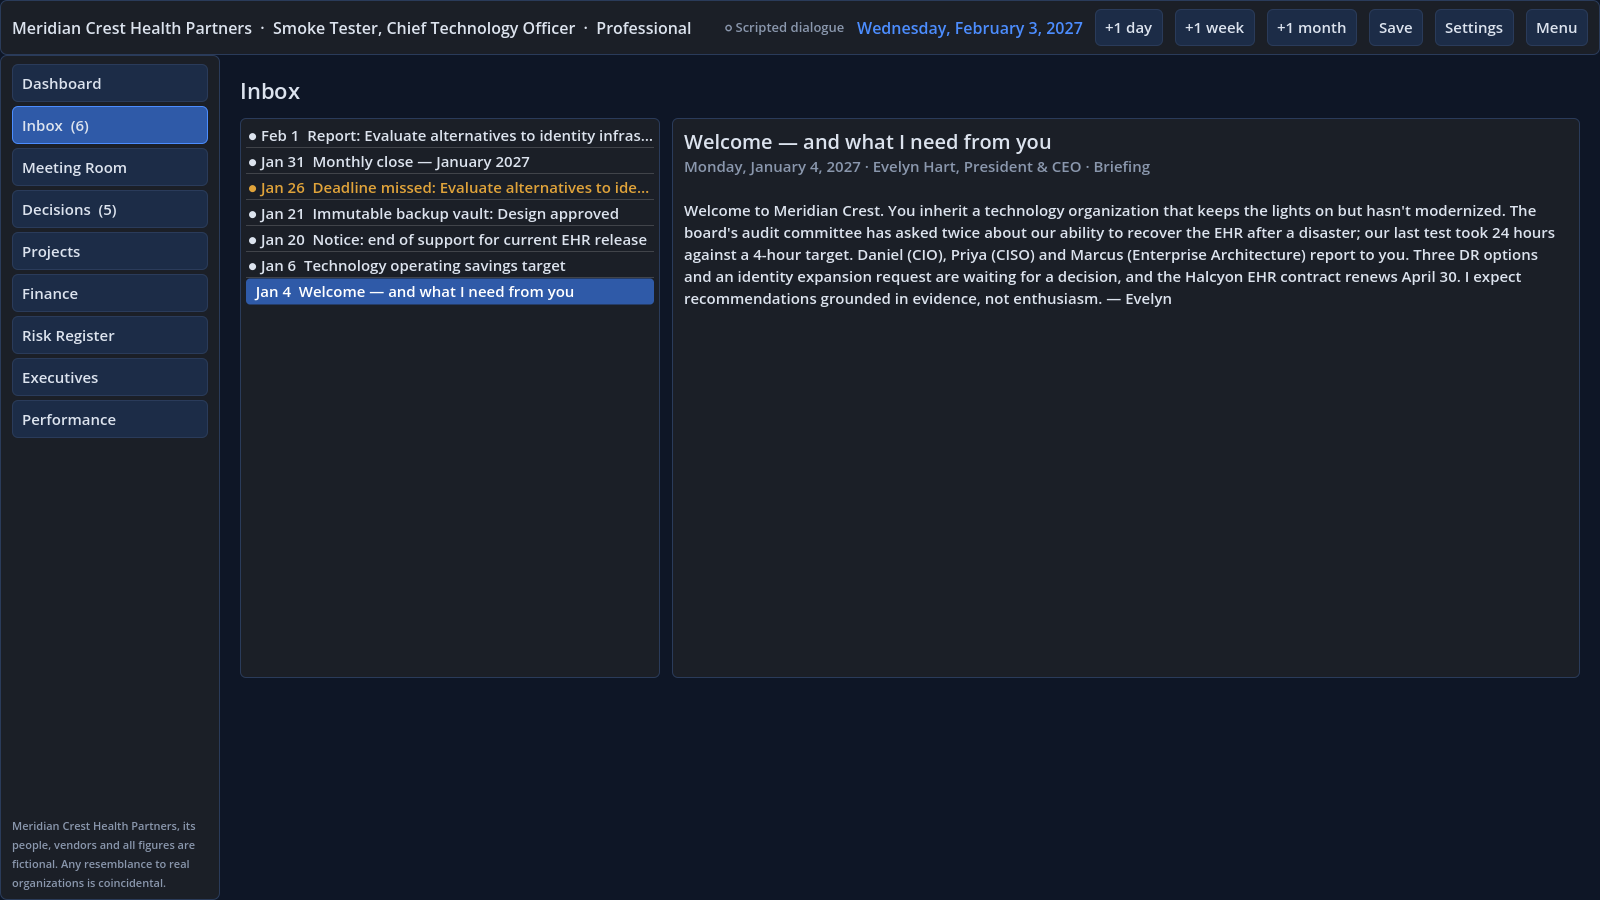 Meridian Crest Health Partners · Smoke Tester, Chief Technology Officer · Professional
Scripted dialogue
Wednesday, February 3, 2027
+1 day
+1 week
+1 month
Save
Settings
Menu
Dashboard
Inbox (6)
Meeting Room
Decisions (5)
Projects
Finance
Risk Register
Executives
Performance
Meridian Crest Health Partners, its
people, vendors and all figures are
fictional. Any resemblance to real
organizations is coincidental.
Inbox
Feb 1 Report: Evaluate alternatives to identity infras...
Jan 31 Monthly close — January 2027
Jan 26 Deadline missed: Evaluate alternatives to ide...
Jan 21 Immutable backup vault: Design approved
Jan 20 Notice: end of support for current EHR release
Jan 6 Technology operating savings target
Jan 4 Welcome — and what I need from you
Welcome — and what I need from you
Monday, January 4, 2027 · Evelyn Hart, President & CEO · Briefing
Welcome to Meridian Crest. You inherit a technology organization that keeps the lights on but hasn't modernized. The
board's audit committee has asked twice about our ability to recover the EHR after a disaster; our last test took 24 hours
against a 4-hour target. Daniel (CIO), Priya (CISO) and Marcus (Enterprise Architecture) report to you. Three DR options
and an identity expansion request are waiting for a decision, and the Halcyon EHR contract renews April 30. I expect
recommendations grounded in evidence, not enthusiasm. — Evelyn